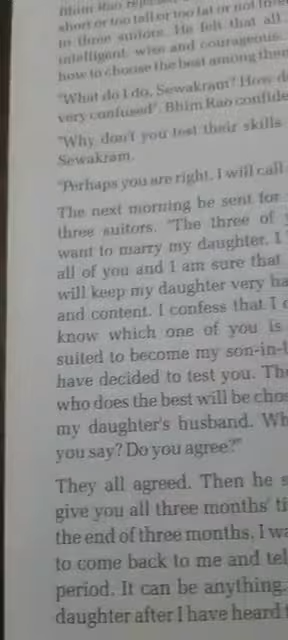 Bhim Rao
short or too tall or too fat or not
to three suitors. He felt that all
intelligent, wise and courageous.
how to choose the best among them
"What do I do, Sewakram? How d
very confused". Bhim Rao confide
"Why don't you test their skills
Sewakram.
"Perhaps you are right. I will call
The next morning he sent for
three suitors. "The three of y
want to marry my daughter. I
all of you and I am sure that
will keep my daughter very ha
and content. I confess that I
know which one of you is
suited to become my son-in-l
have decided to test you. The
who does the best will be chos
my daughter's husband. Wh
you say? Do you agree?"
They all agreed. Then he s
give you all three months' ti
the end of three months, I wa
to come back to me and tel
period. It can be anything.
daughter after I have heard